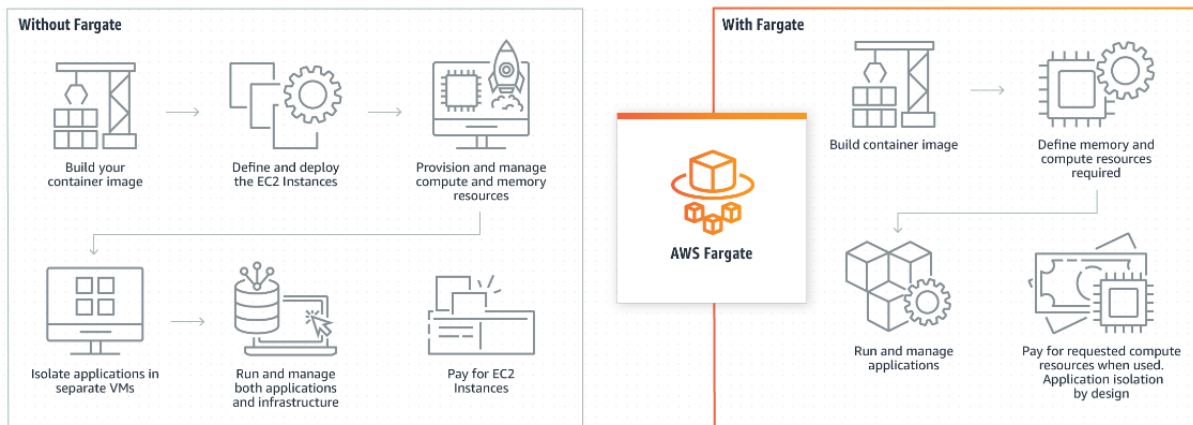 Without Fargate
Build your
container image
Define and deploy
the EC2 Instances
Provision and manage
compute and memory
resources
Isolate applications in
separate VMs
Run and manage
both applications
and infrastructure
Pay for EC2
Instances
AWS Fargate
With Fargate
Build container image
Define memory and
compute resources
required
Run and manage
applications
Pay for requested compute
resources when used.
Application isolation
by design